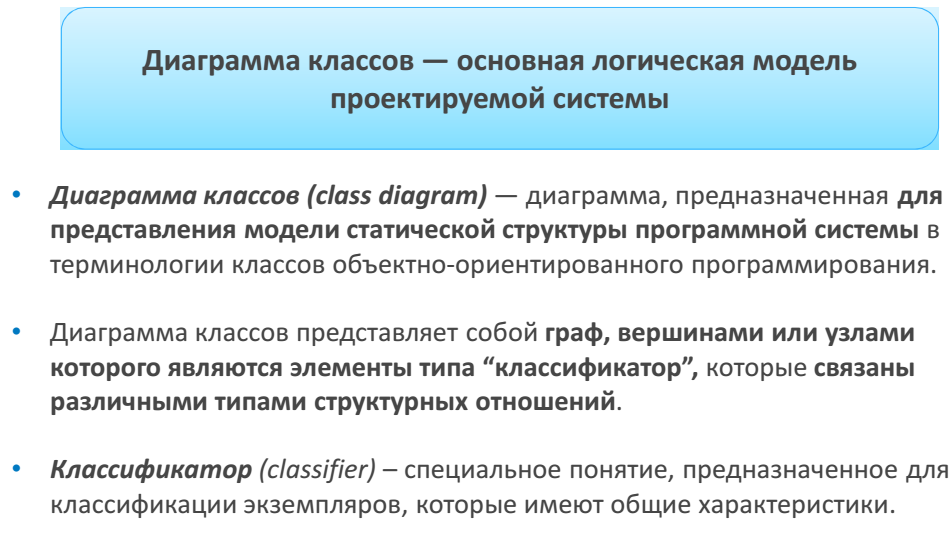 Диаграмма классов — основная логическая модель
проектируемой системы
• Диаграмма классов (class diagram) — диаграмма, предназначенная для
представления модели статической структуры программной системы в
терминологии классов объектно-ориентированного программирования.
• Диаграмма классов представляет собой граф, вершинами или узлами
которого являются элементы типа “классификатор”, которые связаны
различными типами структурных отношений.
• Классификатор (classifier) – специальное понятие, предназначенное для
классификации экземпляров, которые имеют общие характеристики.